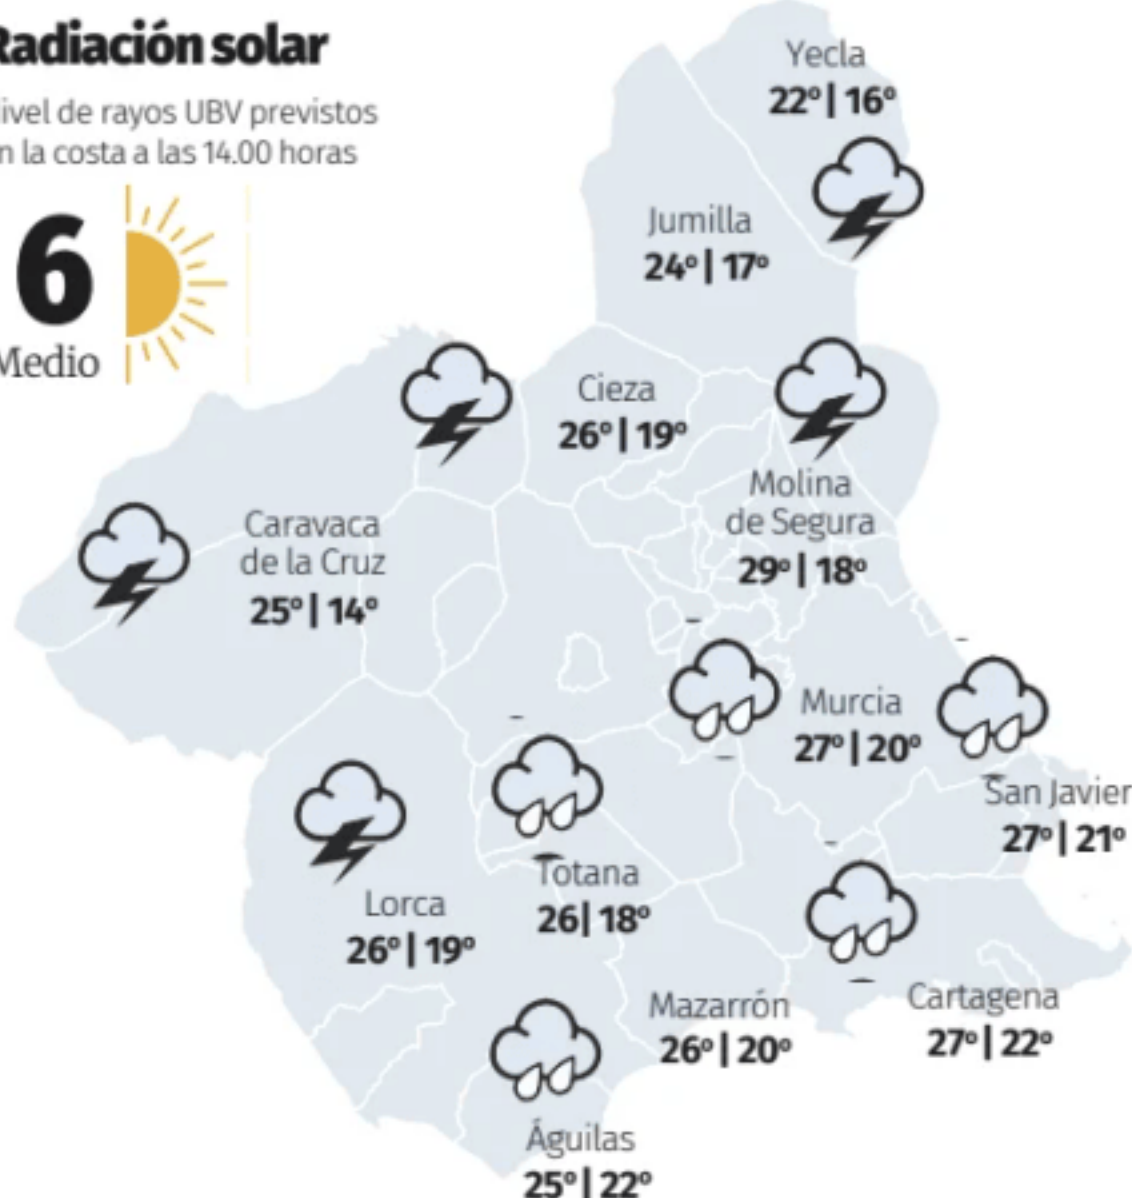 Radiación solar
ivel de rayos UBV previstos
n la costa a las 14.00 horas
6
Medio
Yecla
22º| 16º
Jumilla
24º| 17º
Cieza
26º| 19º
Molina
de Segura
29º| 18º
Caravaca
de la Cruz
25º| 14º
Murcia
27º| 20º
San Javier
27º| 21º
Totana
26| 18º
Lorca
26º| 19º
Cartagena
27º| 22º
Mazarrón
26º| 20º
Águilas
25º| 22º